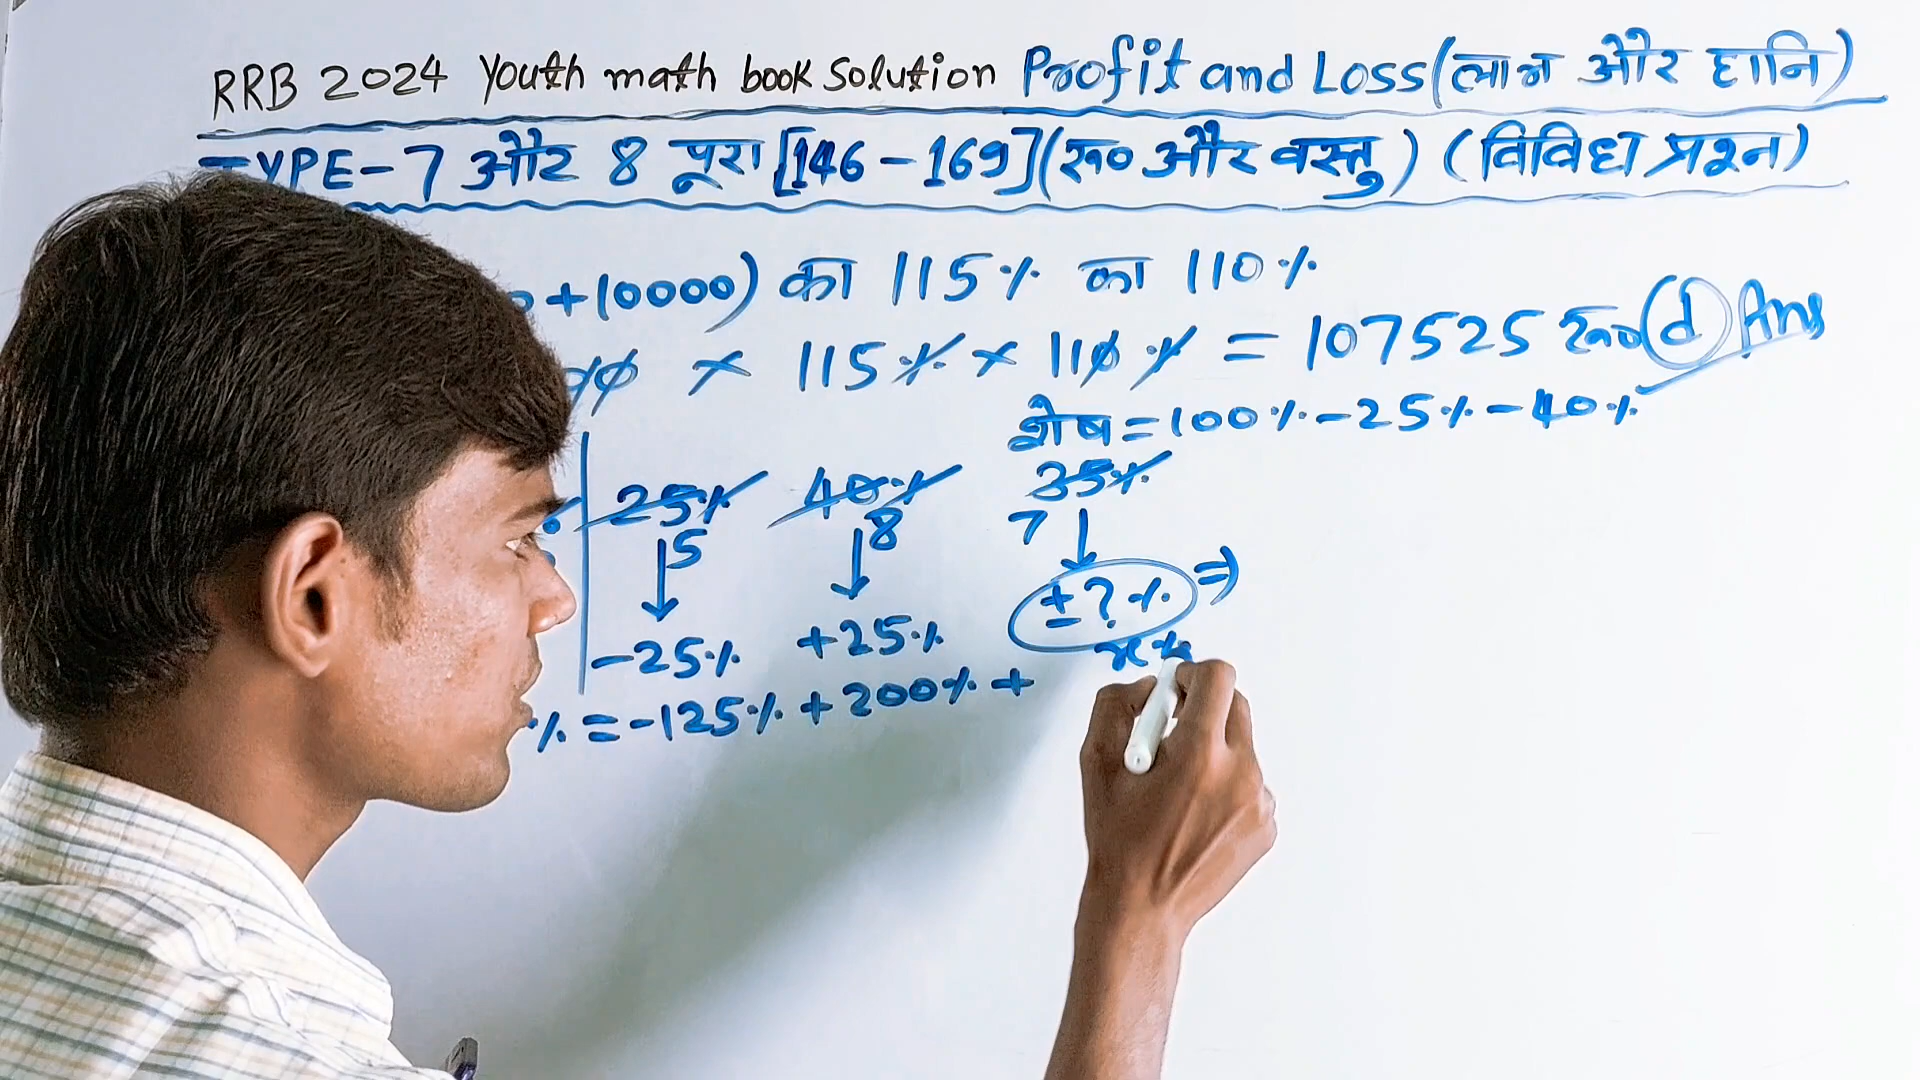 RRB 2024 Youth math book Solution Profit and Loss (लाभ और हानि)
TYPE-7 और 8 पूरा [146-169] (रू० और वस्तु) (विविध प्रश्न)
+10000) का 115% का 110%
× 115% × 110% = 107525 रू० (d) Ans
शेष = 100% - 25% - 40%
25% 40% 35%
5 8 7
-25% +25% ±?% ⇒
x%
% = -125% + 200% +